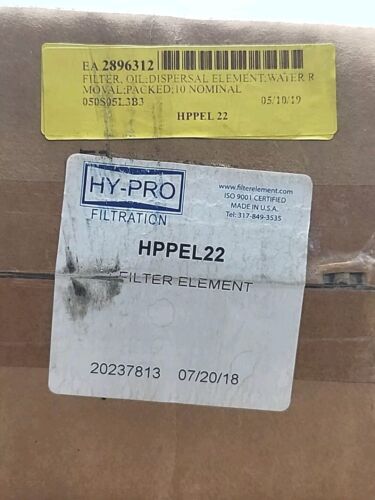 EA 2896312
FILTER, OIL;DISPERSAL ELEMENT;WATER R
MOVAL;PACKED;10 NOMINAL
050S05L3B3 05/10/19
HPPEL 22
HY-PRO
FILTRATION
www.filterelement.com
ISO 9001 CERTIFIED
MADE IN U.S.A.
Tel: 317-849-3535
HPPEL22
FILTER ELEMENT
20237813 07/20/18